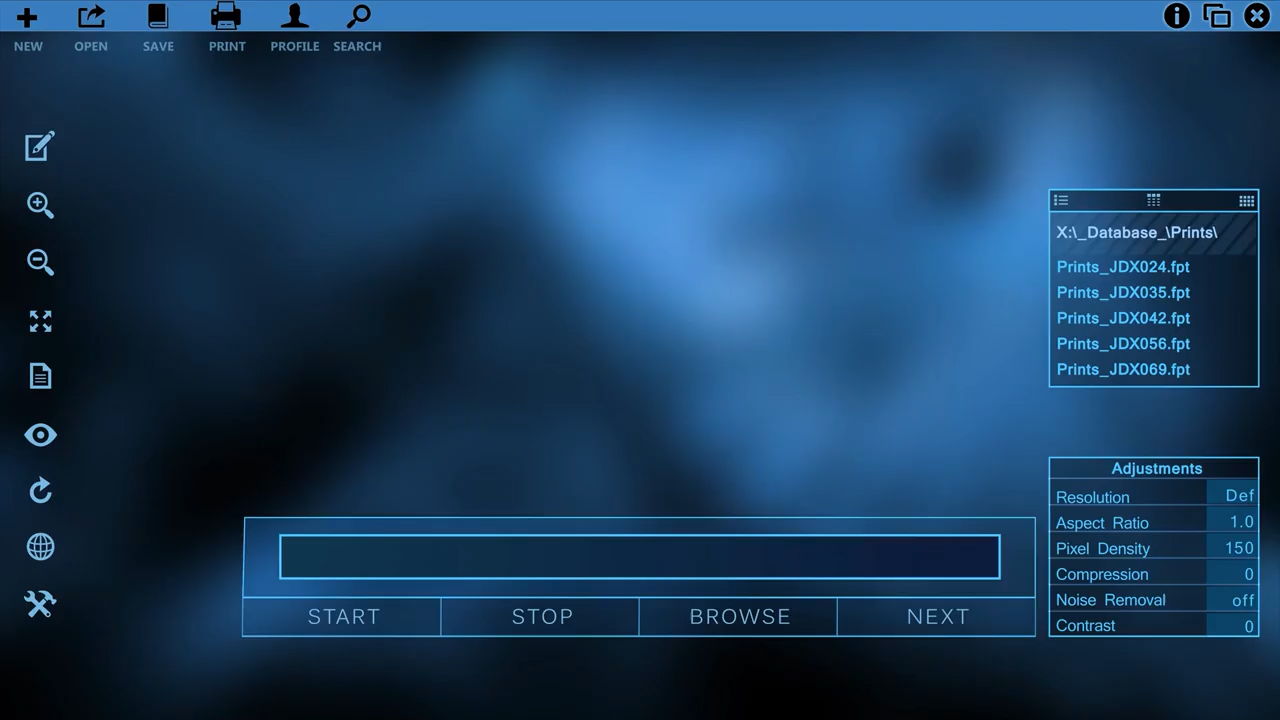 NEW OPEN SAVE PRINT PROFILE SEARCH
X:\_Database_\Prints\
Prints_JDX024.fpt
Prints_JDX035.fpt
Prints_JDX042.fpt
Prints_JDX056.fpt
Prints_JDX069.fpt
Adjustments
Resolution Def
Aspect Ratio 1.0
Pixel Density 150
Compression 0
Noise Removal off
Contrast 0
START STOP BROWSE NEXT